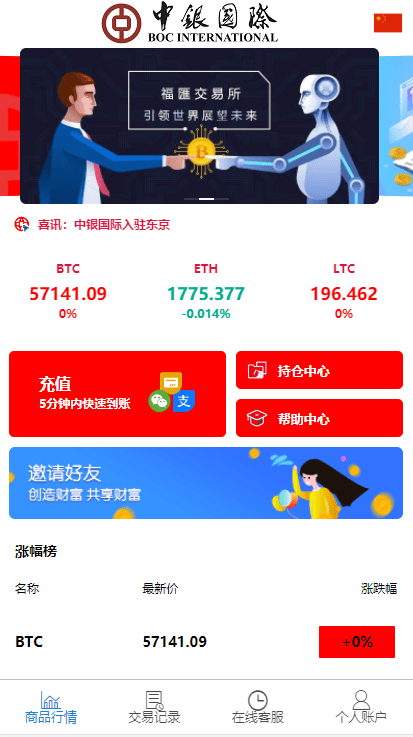 中銀国際
BOC INTERNATIONAL
福匯交易所
引领世界展望未来
喜讯：中银国际入驻东京
BTC ETH LTC
57141.09 1775.377 196.462
0% -0.014% 0%
充值
5分钟内快速到账
支
持仓中心
帮助中心
邀请好友
创造财富 共享财富
涨幅榜
名称 最新价 涨跌幅
BTC 57141.09 +0%
商品行情 交易记录 在线客服 个人账户